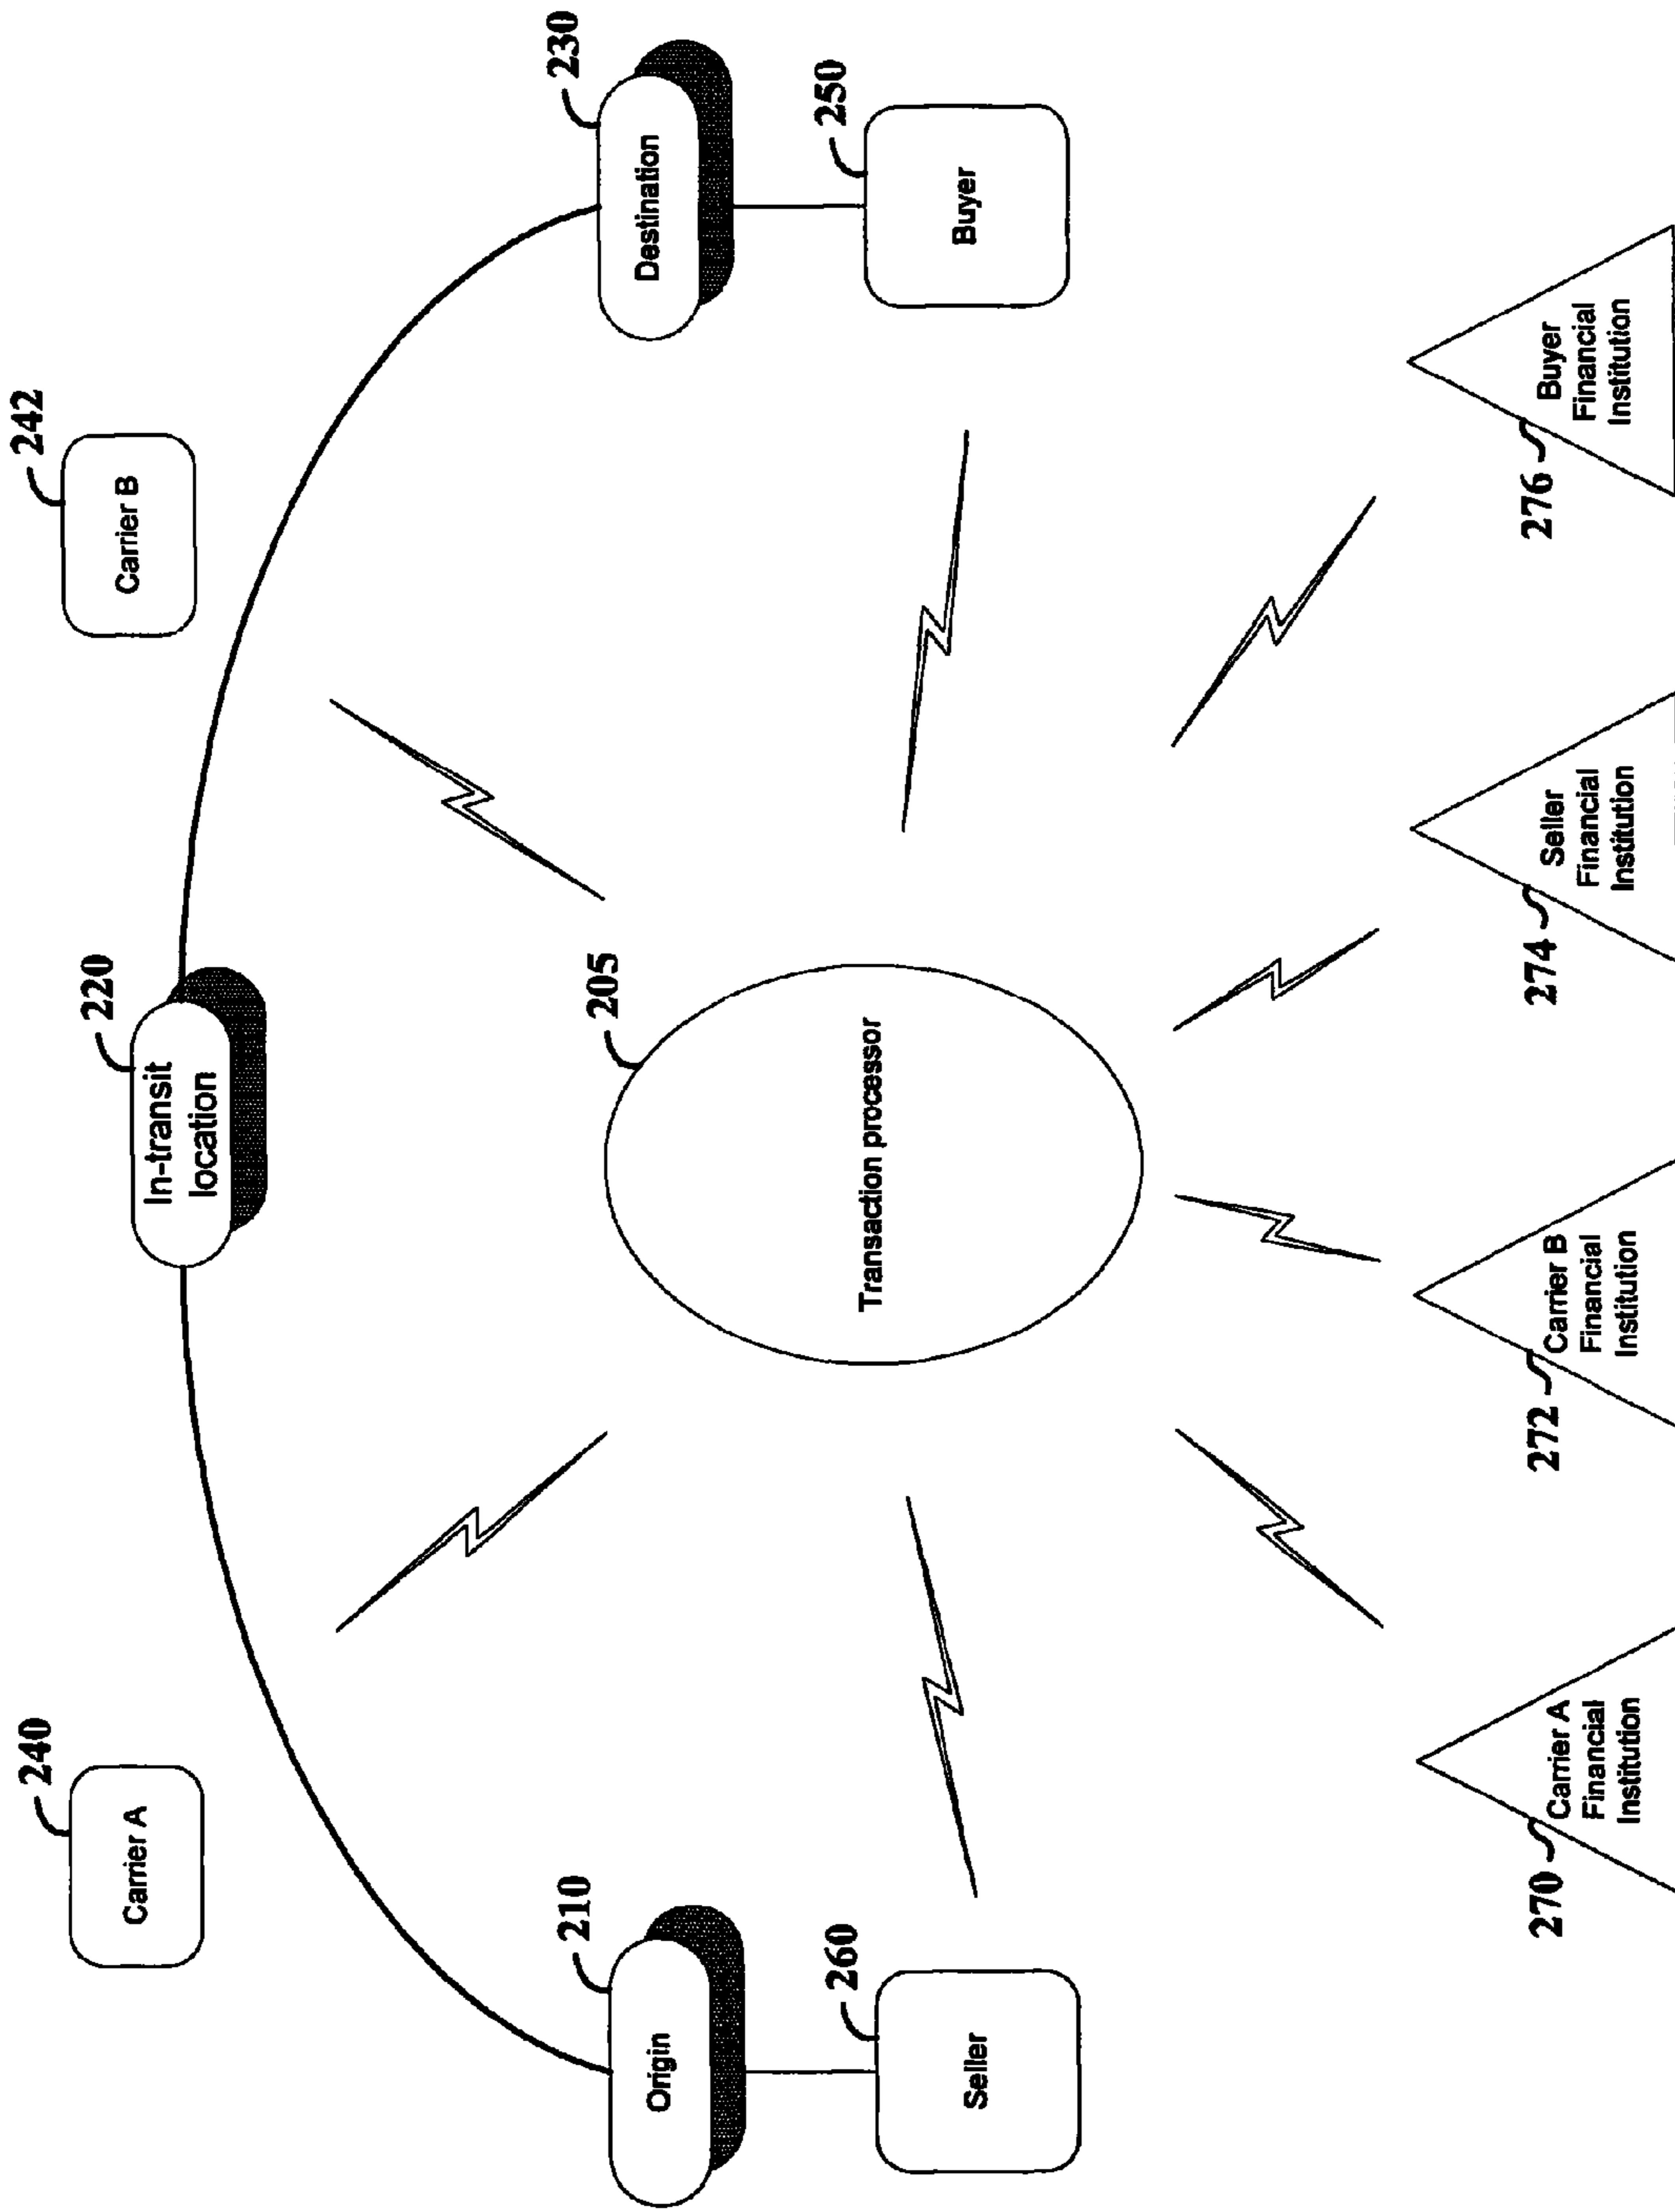 240
Carrier A
242
Carrier B
220
In-transit
location
210
Origin
230
Destination
205
Transaction processor
260
Seller
250
Buyer
270
Carrier A
Financial
Institution
272
Carrier B
Financial
Institution
274
Seller
Financial
Institution
276
Buyer
Financial
Institution